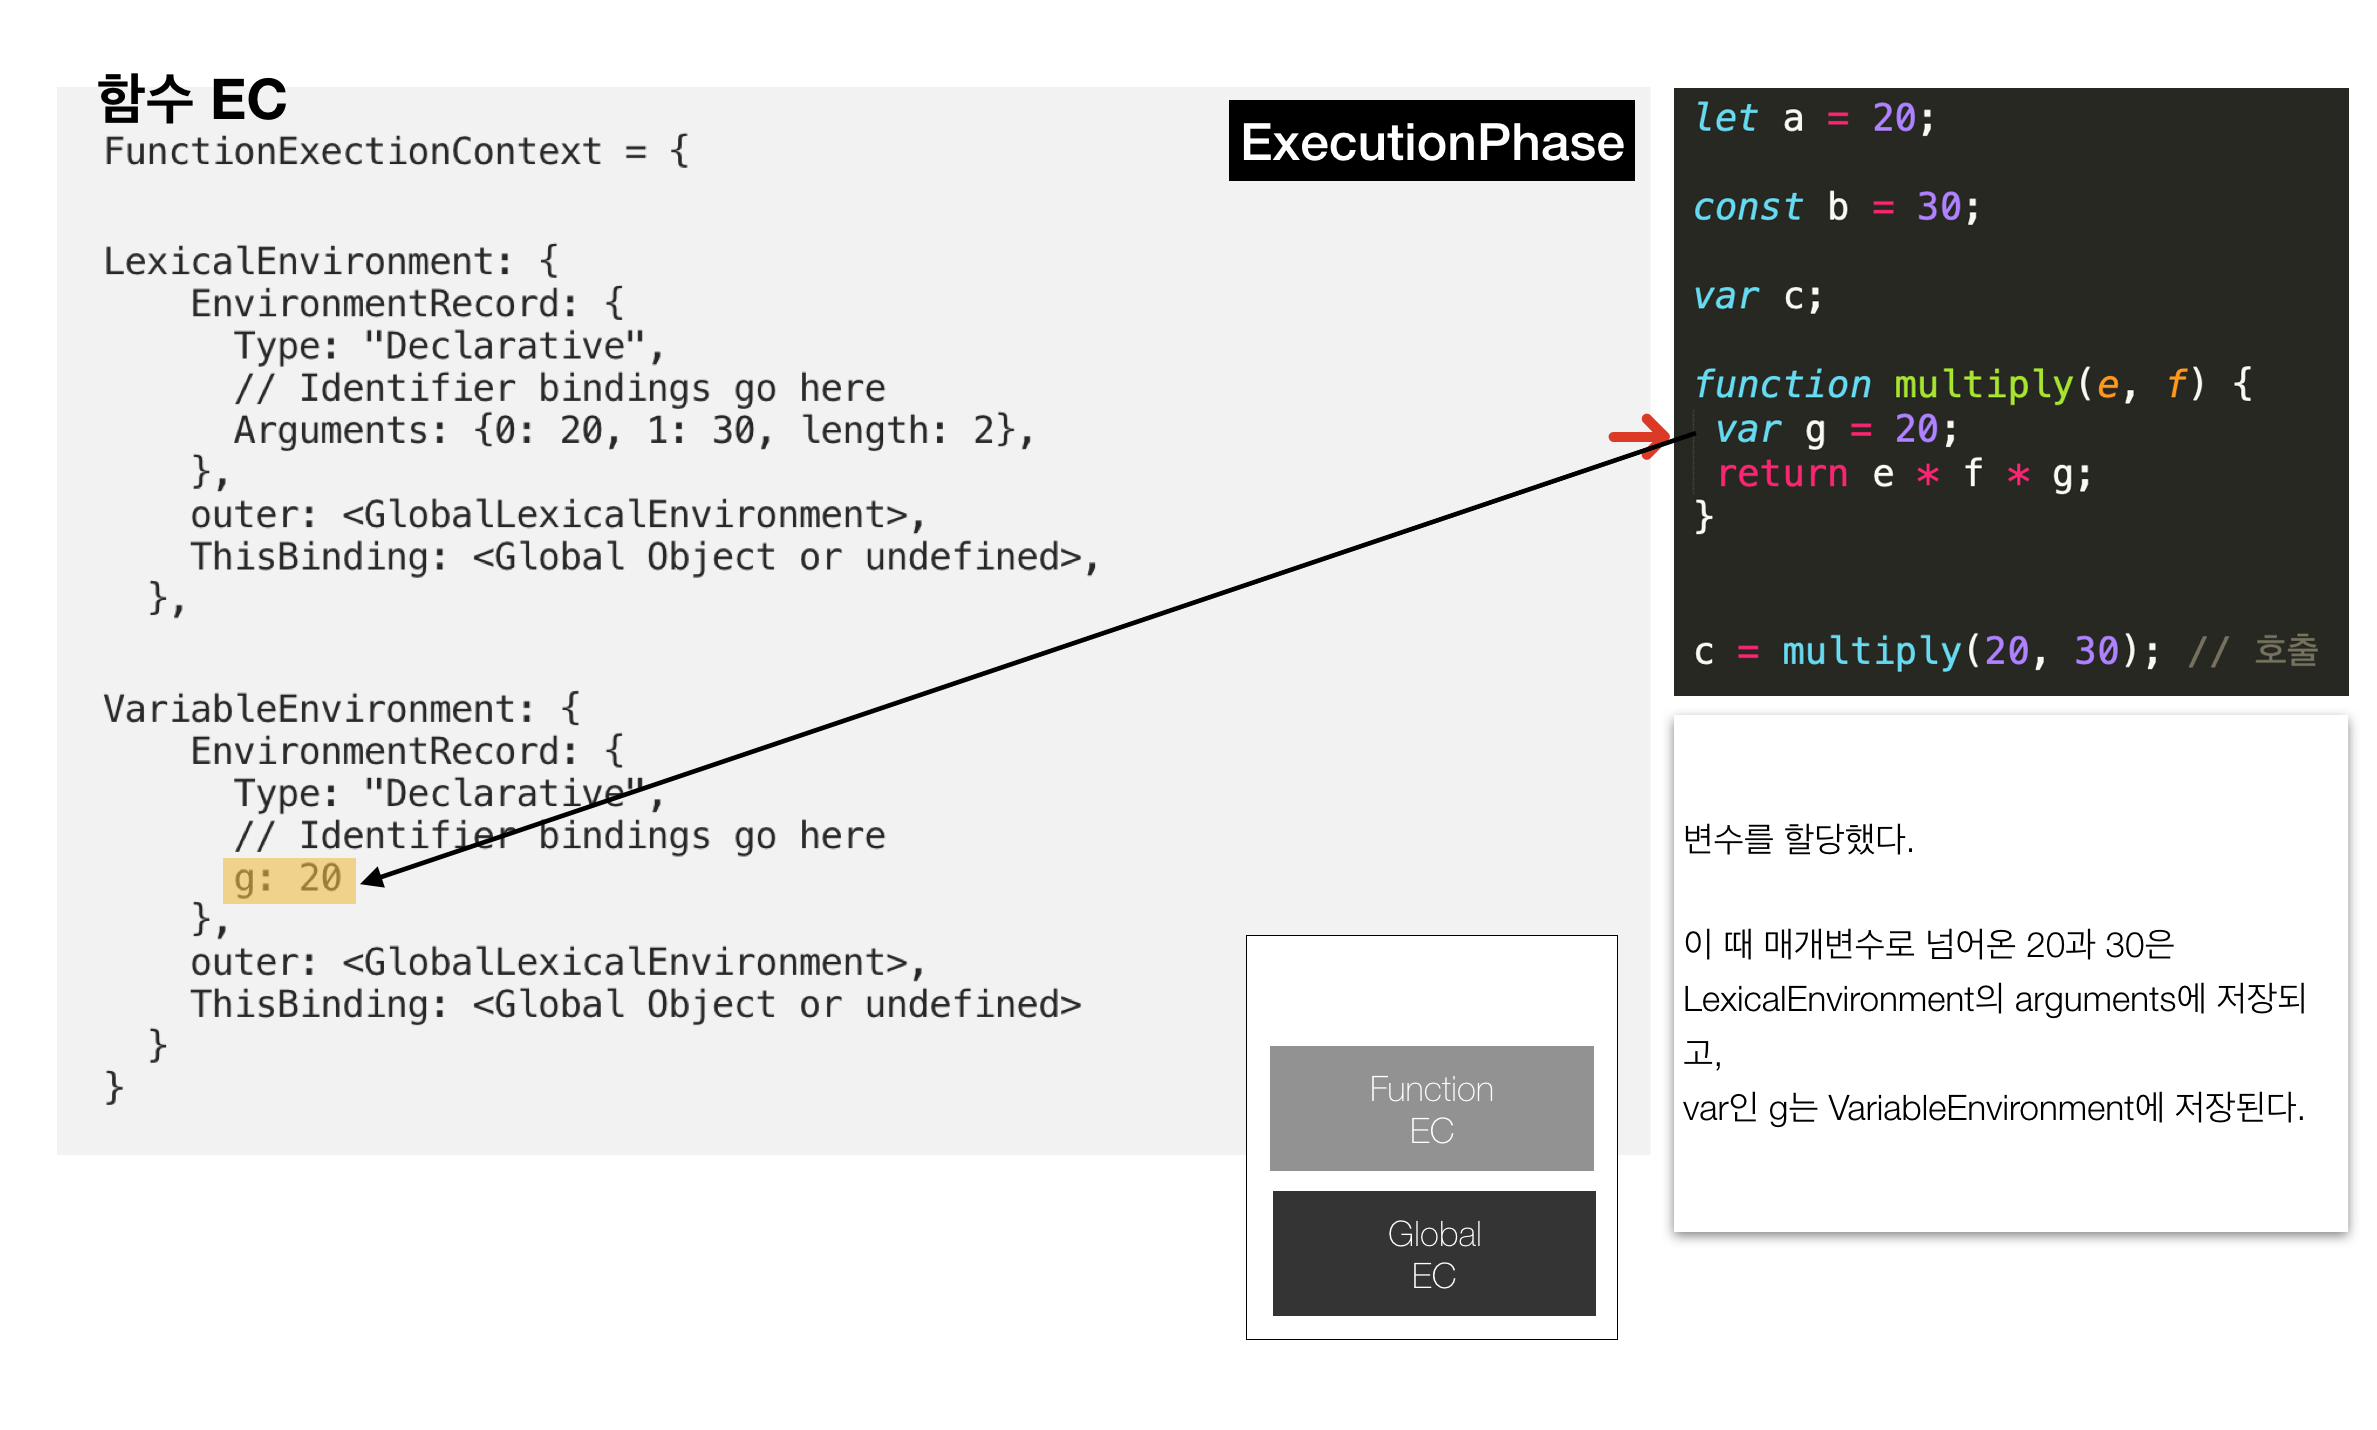 함수 EC
FunctionExectionContext = {
LexicalEnvironment: {
EnvironmentRecord: {
Type: "Declarative",
// Identifier bindings go here
Arguments: {0: 20, 1: 30, length: 2},
},
outer: <GlobalLexicalEnvironment>,
ThisBinding: <Global Object or undefined>,
},
VariableEnvironment: {
EnvironmentRecord: {
Type: "Declarative",
// Identifier bindings go here
g: 20
},
outer: <GlobalLexicalEnvironment>,
ThisBinding: <Global Object or undefined>
}
}
ExecutionPhase
Function
EC
Global
EC
let a = 20;
const b = 30;
var c;
function multiply(e, f) {
var g = 20;
return e * f * g;
}
c = multiply(20, 30); // 호출
변수를 할당했다.
이 때 매개변수로 넘어온 20과 30은
LexicalEnvironment의 arguments에 저장되
고,
var인 g는 VariableEnvironment에 저장된다.